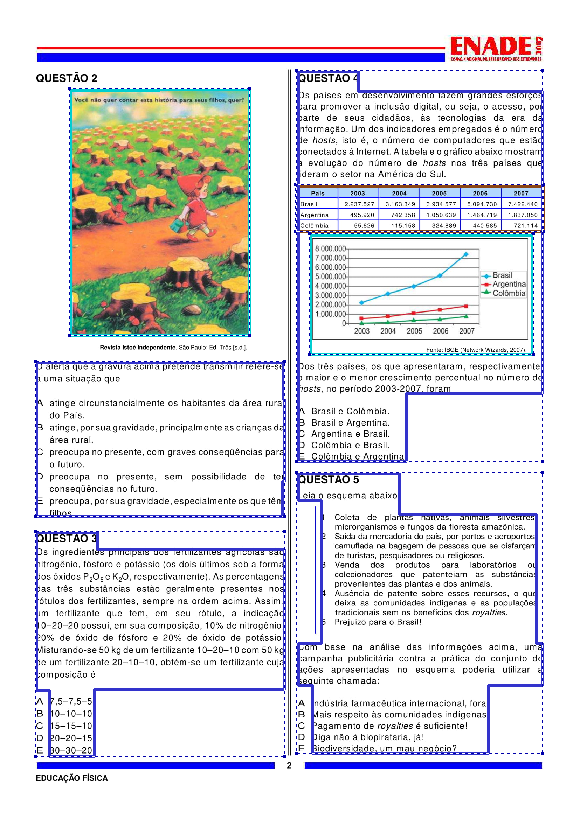 ENADE 2007
EXAME NACIONAL DE DESEMPENHO DOS ESTUDANTES
QUESTÃO 2
Você não quer contar esta história para seus filhos, quer?
Revista Isto é Independente. São Paulo: Ed. Três [s.d.].
O alerta que a gravura acima pretende transmitir refere-se
a uma situação que
A atinge circunstancialmente os habitantes da área rural
do País.
B atinge, por sua gravidade, principalmente as crianças da
área rural.
C preocupa no presente, com graves conseqüências para
o futuro.
D preocupa no presente, sem possibilidade de ter
conseqüências no futuro.
E preocupa, por sua gravidade, especialmente os que têm
filhos.
QUESTÃO 3
Os ingredientes principais dos fertilizantes agrícolas são
nitrogênio, fósforo e potássio (os dois últimos sob a forma
dos óxidos P2O5 e K2O, respectivamente). As percentagens
das três substâncias estão geralmente presentes nos
rótulos dos fertilizantes, sempre na ordem acima. Assim,
um fertilizante que tem, em seu rótulo, a indicação
10–20–20 possui, em sua composição, 10% de nitrogênio,
20% de óxido de fósforo e 20% de óxido de potássio.
Misturando-se 50 kg de um fertilizante 10–20–10 com 50 kg
de um fertilizante 20–10–10, obtém-se um fertilizante cuja
composição é
A 7,5–7,5–5
B 10–10–10
C 15–15–10
D 20–20–15
E 30–30–20
QUESTÃO 4
Os países em desenvolvimento fazem grandes esforços
para promover a inclusão digital, ou seja, o acesso, por
parte de seus cidadãos, às tecnologias da era da
informação. Um dos indicadores empregados é o número
de hosts, isto é, o número de computadores que estão
conectados à Internet. A tabela e o gráfico abaixo mostram
a evolução do número de hosts nos três países que
lideram o setor na América do Sul.
País 2003 2004 2005 2006 2007
Brasil 2.237.527 3.163.349 3.934.577 5.094.730 7.422.440
Argentina 495.920 742.358 1.050.639 1.464.719 1.837.050
Colômbia 55.626 115.158 324.889 440.585 721.114
8.000.000
7.000.000
6.000.000
5.000.000
4.000.000
3.000.000
2.000.000
1.000.000
0
2003 2004 2005 2006 2007
Brasil
Argentina
Colômbia
Fonte: IBGE (Network Wizards, 2007)
Dos três países, os que apresentaram, respectivamente,
o maior e o menor crescimento percentual no número de
hosts, no período 2003-2007, foram
A Brasil e Colômbia.
B Brasil e Argentina.
C Argentina e Brasil.
D Colômbia e Brasil.
E Colômbia e Argentina.
QUESTÃO 5
Leia o esquema abaixo.
1 Coleta de plantas nativas, animais silvestres,
microrganismos e fungos da floresta amazônica.
2 Saída da mercadoria do país, por portos e aeroportos,
camuflada na bagagem de pessoas que se disfarçam
de turistas, pesquisadores ou religiosos.
3 Venda dos produtos para laboratórios ou
colecionadores que patenteiam as substâncias
provenientes das plantas e dos animais.
4 Ausência de patente sobre esses recursos, o que
deixa as comunidades indígenas e as populações
tradicionais sem os benefícios dos royalties.
5 Prejuízo para o Brasil!
Com base na análise das informações acima, uma
campanha publicitária contra a prática do conjunto de
ações apresentadas no esquema poderia utilizar a
seguinte chamada:
A Indústria farmacêutica internacional, fora!
B Mais respeito às comunidades indígenas!
C Pagamento de royalties é suficiente!
D Diga não à biopirataria, já!
E Biodiversidade, um mau negócio?
2
EDUCAÇÃO FÍSICA